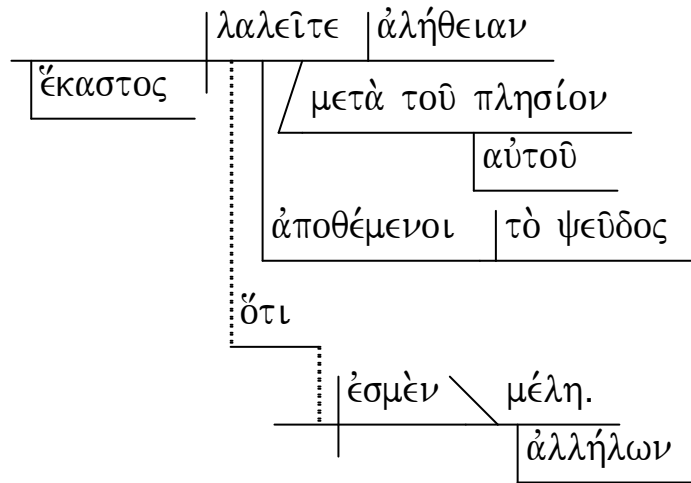 λαλεῖτε ἀλήθειαν
ἕκαστος
μετὰ τοῦ πλησίον
αὐτοῦ
ἀποθέμενοι τὸ ψεῦδος
ὅτι
ἐσμὲν μέλη.
ἀλλήλων